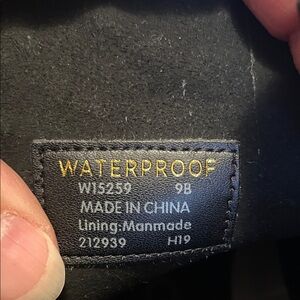 WATERPROOF
W15259 9B
MADE IN CHINA
Lining:Manmade
212939 H19